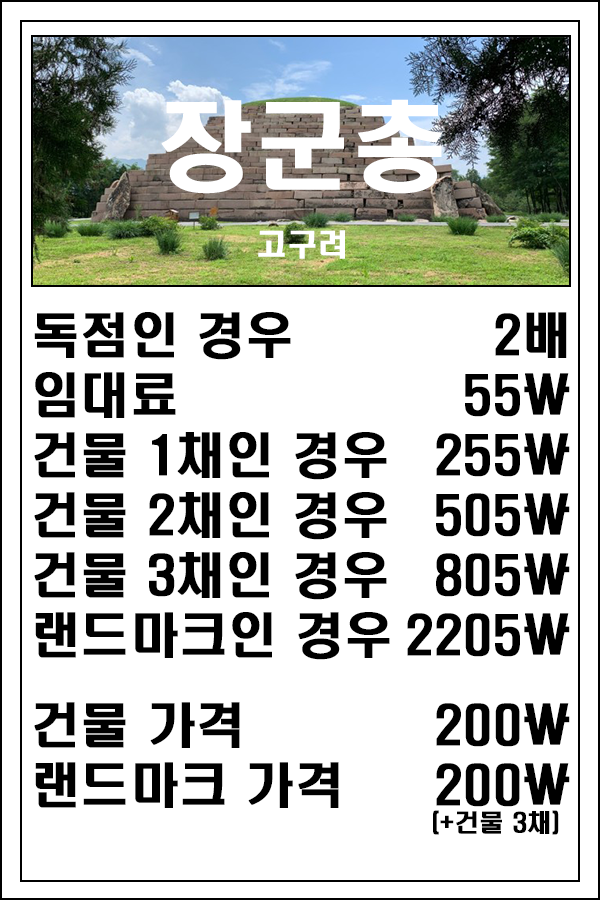 장군총
고구려
독점인 경우 2배
임대료 55₩
건물 1채인 경우 255₩
건물 2채인 경우 505₩
건물 3채인 경우 805₩
랜드마크인 경우 2205₩
건물 가격 200₩
랜드마크 가격 200₩
(+건물 3채)